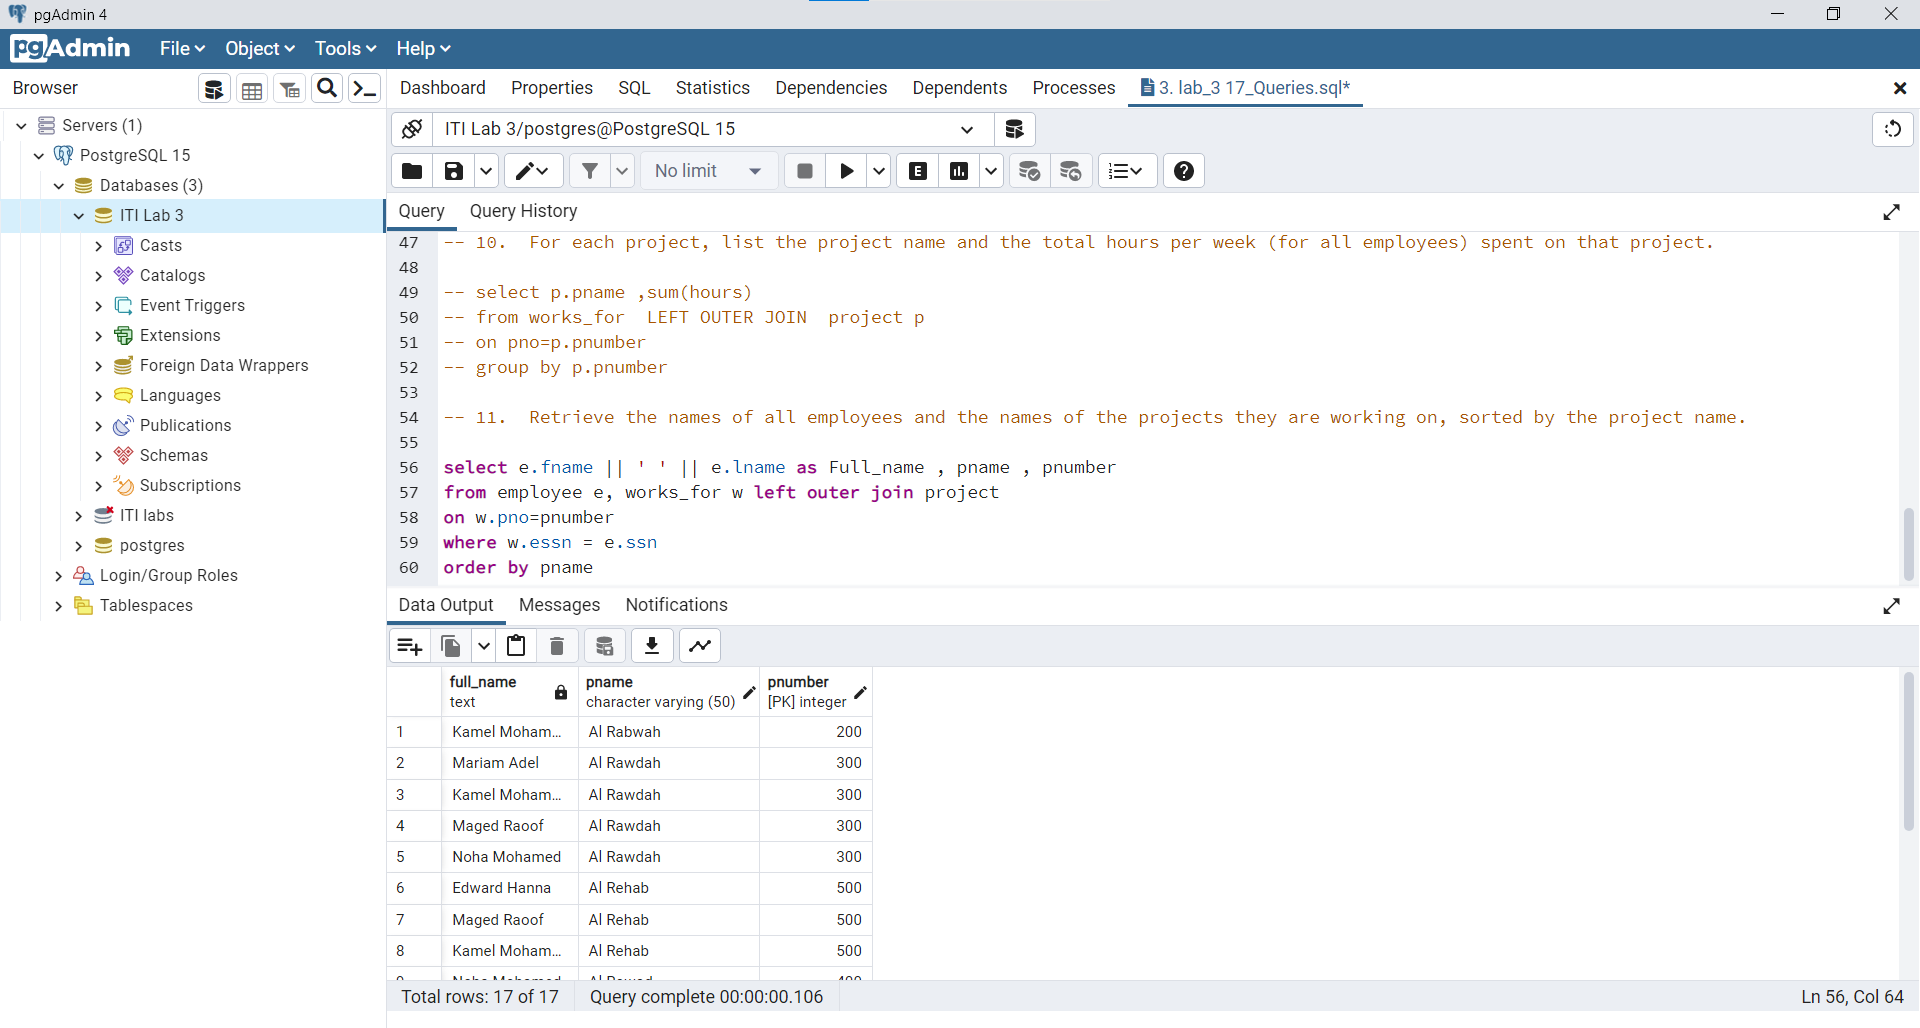 pgAdmin 4
pgAdmin File Object Tools Help
Browser
Dashboard Properties SQL Statistics Dependencies Dependents Processes 3. lab_3 17_Queries.sql*
Servers (1)
PostgreSQL 15
Databases (3)
ITI Lab 3
Casts
Catalogs
Event Triggers
Extensions
Foreign Data Wrappers
Languages
Publications
Schemas
Subscriptions
ITI labs
postgres
Login/Group Roles
Tablespaces
ITI Lab 3/postgres@PostgreSQL 15
No limit E
Query Query History
47 -- 10.  For each project, list the project name and the total hours per week (for all employees) spent on that project.
48
49 -- select p.pname ,sum(hours)
50 -- from works_for  LEFT OUTER JOIN  project p
51 -- on pno=p.pnumber
52 -- group by p.pnumber
53
54 -- 11.  Retrieve the names of all employees and the names of the projects they are working on, sorted by the project name.
55
56 select e.fname || ' ' || e.lname as Full_name , pname , pnumber
57 from employee e, works_for w left outer join project
58 on w.pno=pnumber
59 where w.essn = e.ssn
60 order by pname
Data Output Messages Notifications
full_name pname pnumber
text character varying (50) [PK] integer
1 Kamel Moham... Al Rabwah 200
2 Mariam Adel Al Rawdah 300
3 Kamel Moham... Al Rawdah 300
4 Maged Raoof Al Rawdah 300
5 Noha Mohamed Al Rawdah 300
6 Edward Hanna Al Rehab 500
7 Maged Raoof Al Rehab 500
8 Kamel Moham... Al Rehab 500
Total rows: 17 of 17 Query complete 00:00:00.106 Ln 56, Col 64